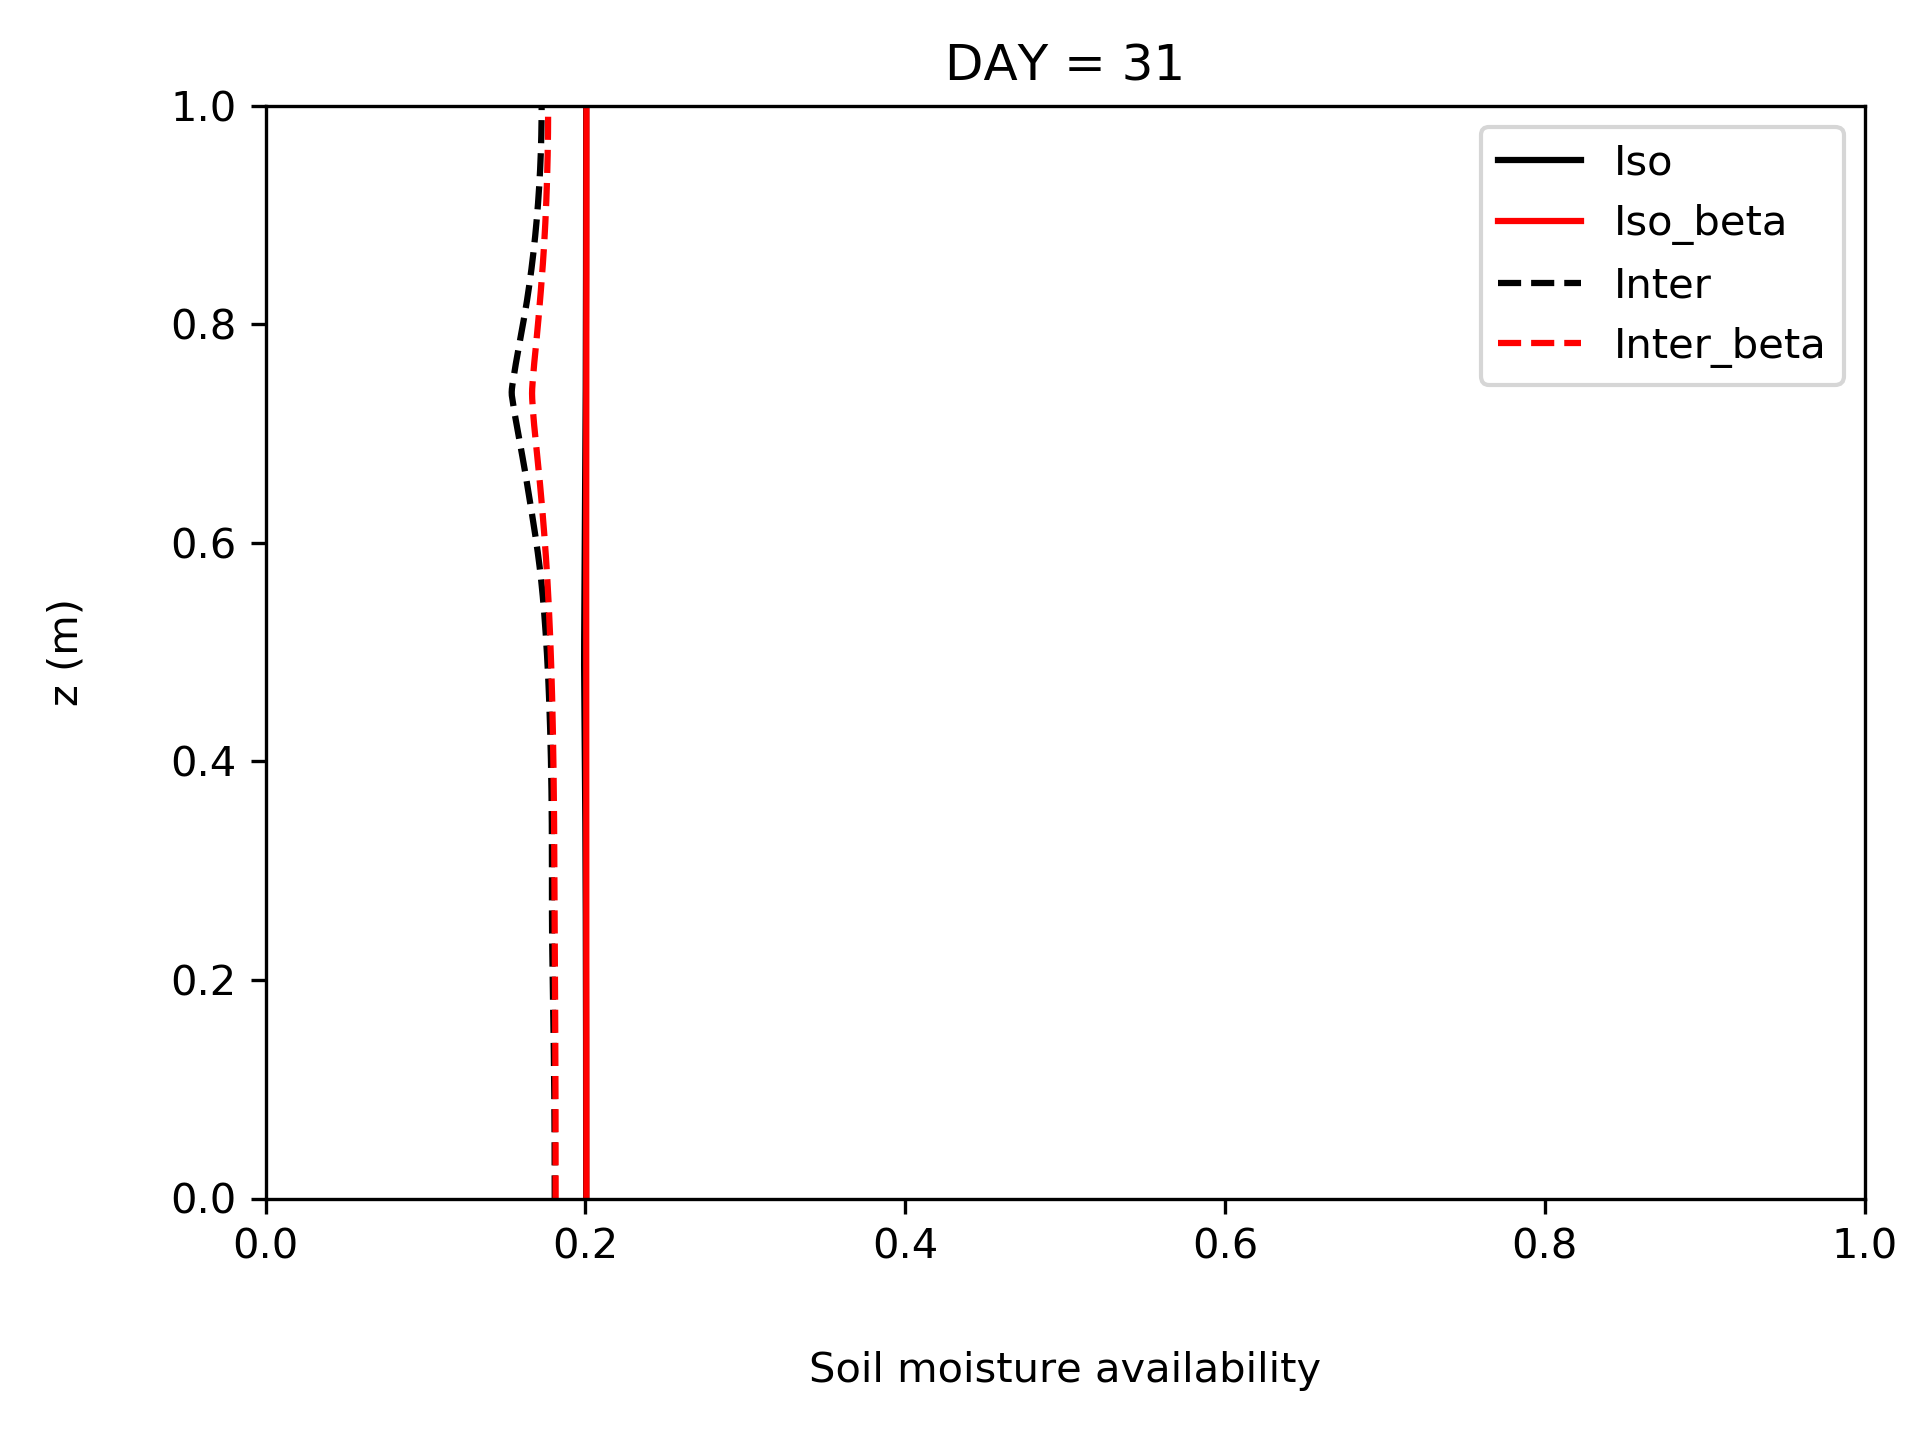 DAY = 31
1.0
0.8
0.6
0.4
0.2
0.0
z (m)
0.0 0.2 0.4 0.6 0.8 1.0
Soil moisture availability
Iso
Iso_beta
Inter
Inter_beta